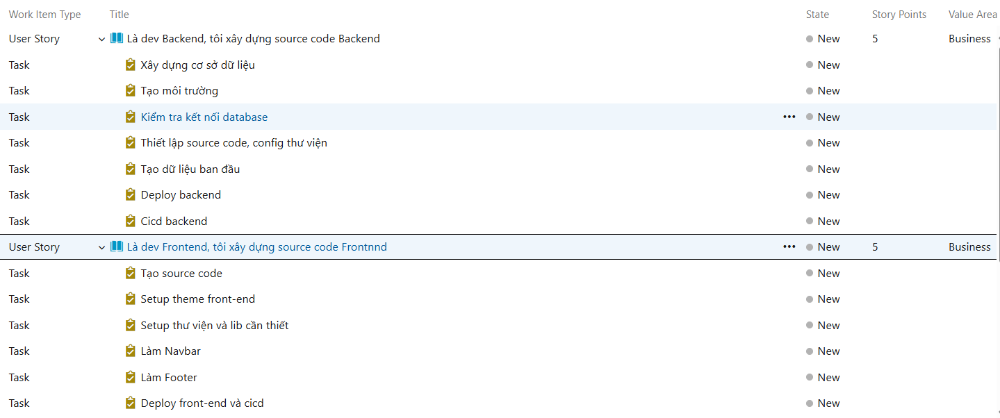 Work Item Type Title State Story Points Value Area
User Story Là dev Backend, tôi xây dựng source code Backend New 5 Business
Task Xây dựng cơ sở dữ liệu New
Task Tạo môi trường New
Task Kiểm tra kết nối database ••• New
Task Thiết lập source code, config thư viện New
Task Tạo dữ liệu ban đầu New
Task Deploy backend New
Task Cicd backend New
User Story Là dev Frontend, tôi xây dựng source code Frontnnd ••• New 5 Business
Task Tạo source code New
Task Setup theme front-end New
Task Setup thư viện và lib cần thiết New
Task Làm Navbar New
Task Làm Footer New
Task Deploy front-end và cicd New